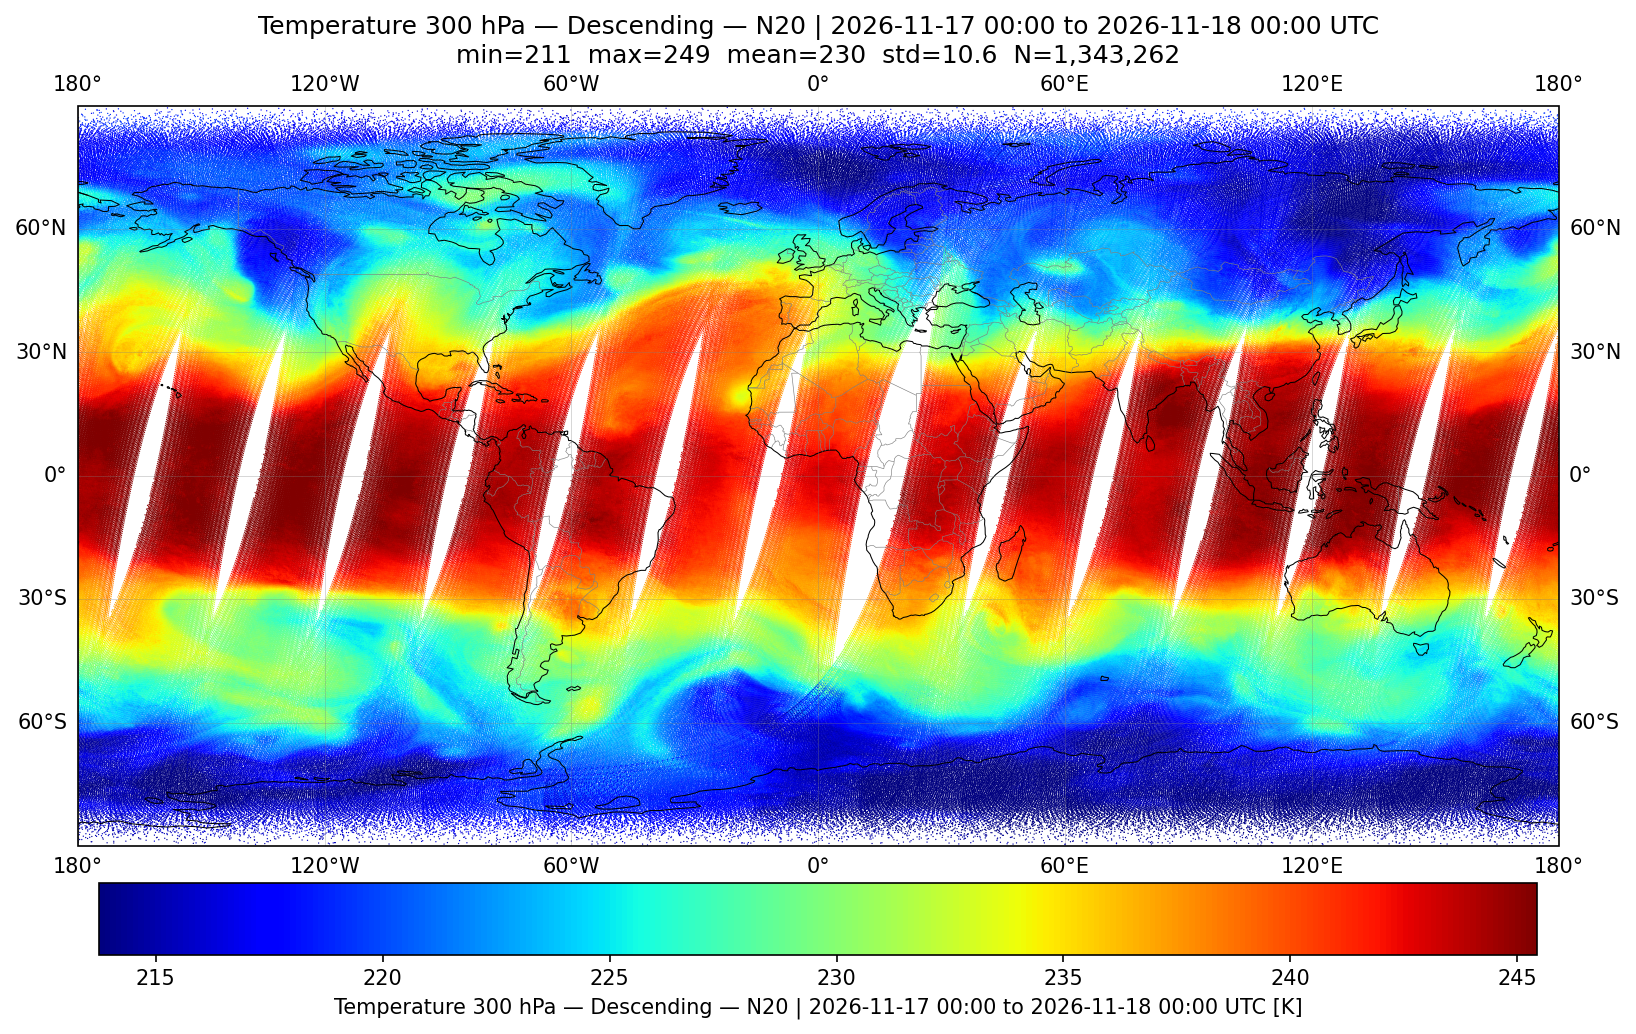 Temperature 300 hPa — Descending — N20 | 2026-11-17 00:00 to 2026-11-18 00:00 UTC
min=211  max=249  mean=230  std=10.6  N=1,343,262
180° 120°W 60°W 0° 60°E 120°E 180°
60°N 60°N
30°N 30°N
0° 0°
30°S 30°S
60°S 60°S
180° 120°W 60°W 0° 60°E 120°E 180°
215 220 225 230 235 240 245
Temperature 300 hPa — Descending — N20 | 2026-11-17 00:00 to 2026-11-18 00:00 UTC [K]